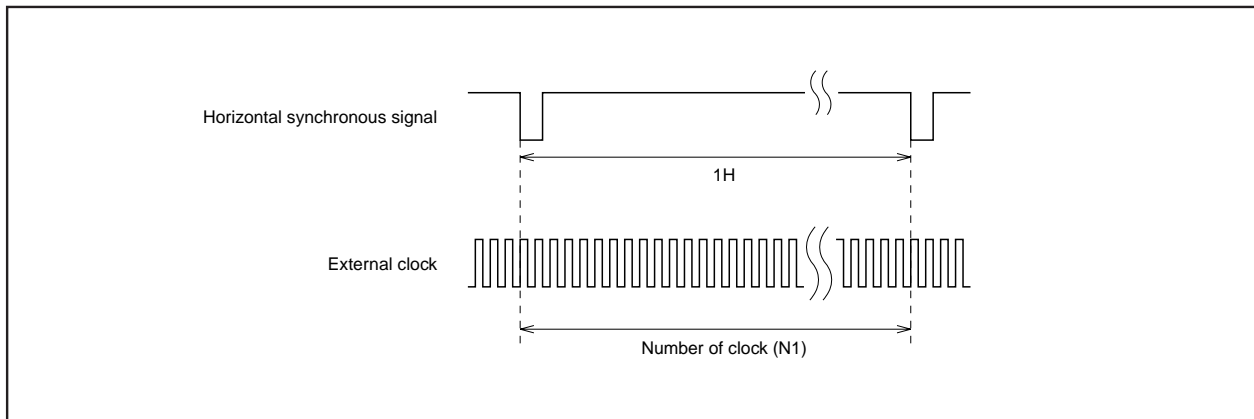 Horizontal synchronous signal
1H
External clock
Number of clock (N1)